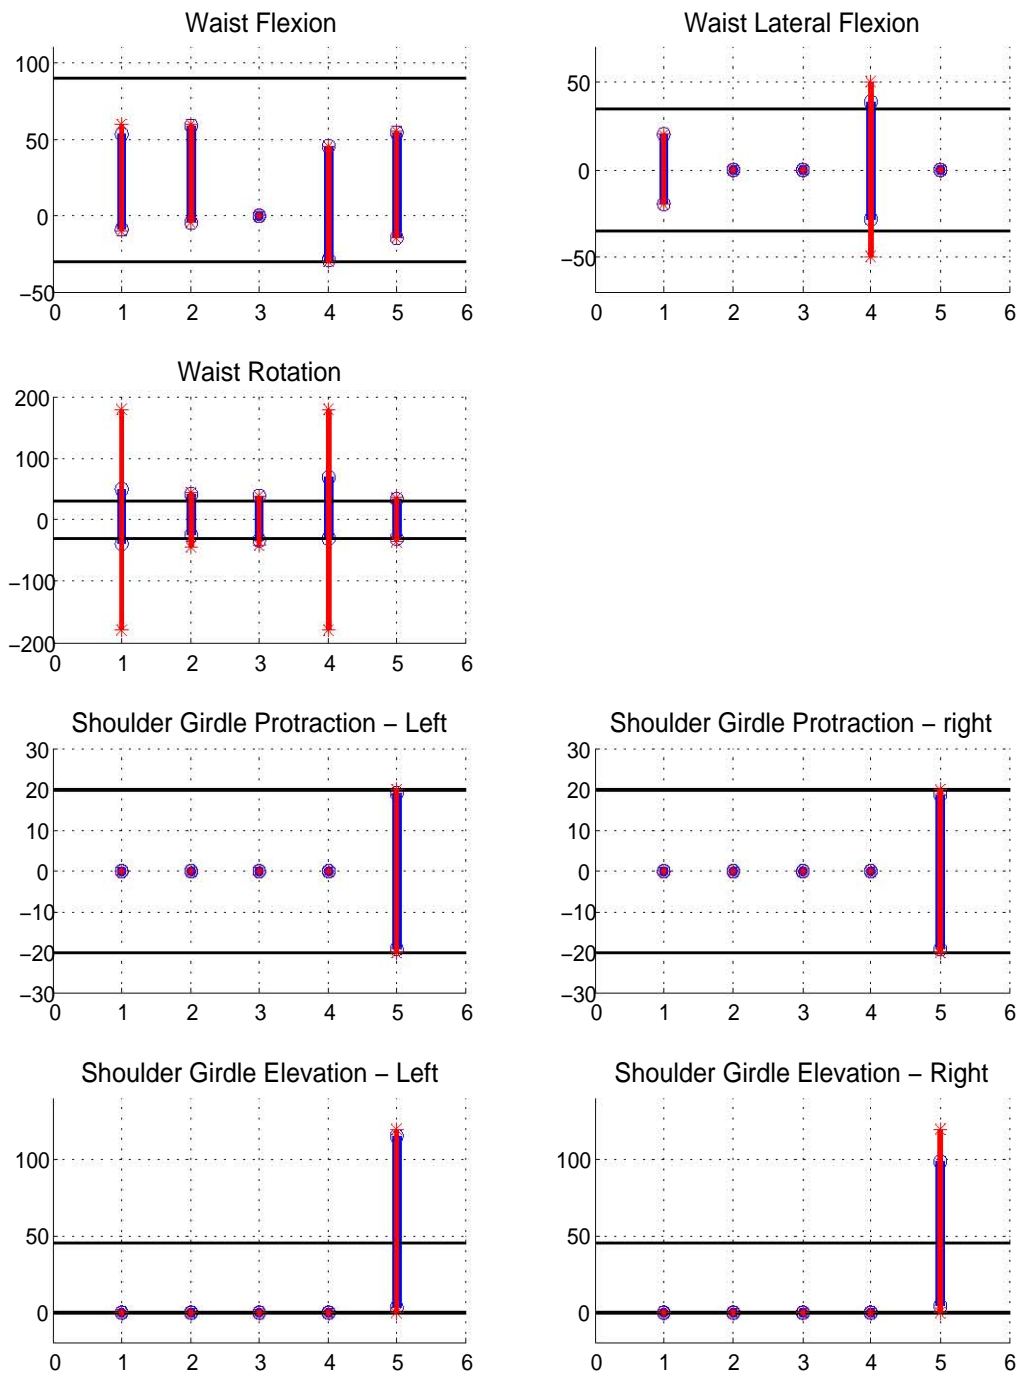 Waist Flexion
100
50
0
−50
0 1 2 3 4 5 6
Waist Lateral Flexion
50
0
−50
0 1 2 3 4 5 6
Waist Rotation
200
100
0
−100
−200
0 1 2 3 4 5 6
Shoulder Girdle Protraction − Left
30
20
10
0
−10
−20
−30
0 1 2 3 4 5 6
Shoulder Girdle Protraction − right
30
20
10
0
−10
−20
−30
0 1 2 3 4 5 6
Shoulder Girdle Elevation − Left
100
50
0
0 1 2 3 4 5 6
Shoulder Girdle Elevation − Right
100
50
0
0 1 2 3 4 5 6